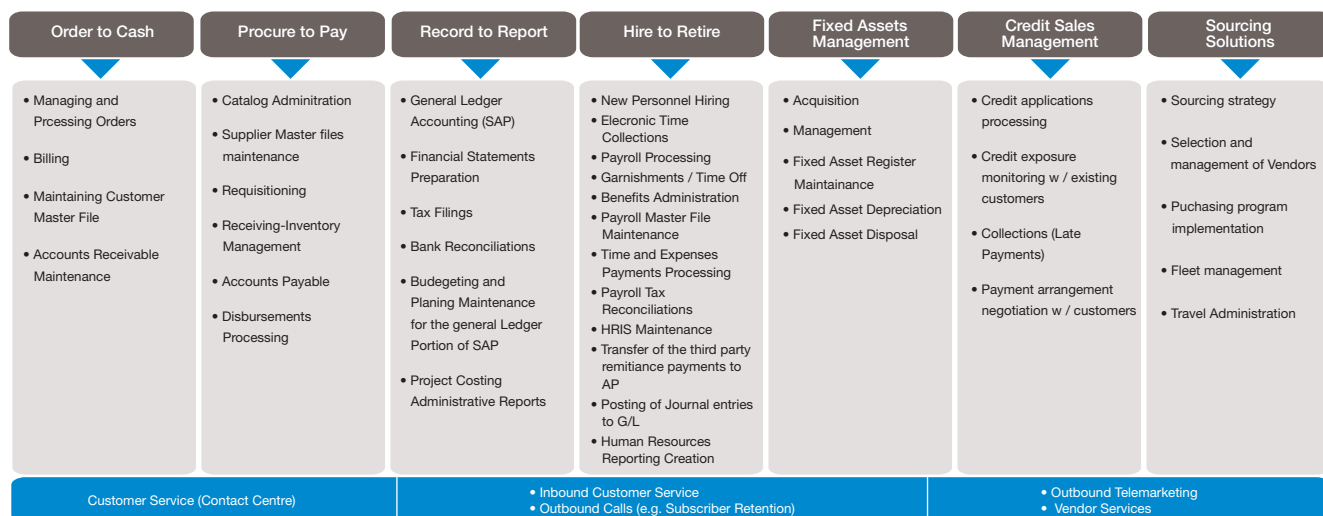 Order to Cash
Procure to Pay
Record to Report
Hire to Retire
Fixed Assets
Management
Credit Sales
Management
Sourcing
Solutions
• Managing and
Prcessing Orders
• Billing
• Maintaining Customer
Master File
• Accounts Receivable
Maintenance
• Catalog Adminitration
• Supplier Master files
maintenance
• Requisitioning
• Receiving-Inventory
Management
• Accounts Payable
• Disbursements
Processing
• General Ledger
Accounting (SAP)
• Financial Statements
Preparation
• Tax Filings
• Bank Reconciliations
• Budegeting and
Planing Maintenance
for the general Ledger
Portion of SAP
• Project Costing
Administrative Reports
• New Personnel Hiring
• Elecronic Time
Collections
• Payroll Processing
• Garnishments / Time Off
• Benefits Administration
• Payroll Master File
Maintenance
• Time and Expenses
Payments Processing
• Payroll Tax
Reconciliations
• HRIS Maintenance
• Transfer of the third party
remitiance payments to
AP
• Posting of Journal entries
to G/L
• Human Resources
Reporting Creation
• Acquisition
• Management
• Fixed Asset Register
Maintainance
• Fixed Asset Depreciation
• Fixed Asset Disposal
• Credit applications
processing
• Credit exposure
monitoring w / existing
customers
• Collections (Late
Payments)
• Payment arrangement
negotiation w / customers
• Sourcing strategy
• Selection and
management of Vendors
• Puchasing program
implementation
• Fleet management
• Travel Administration
Customer Service (Contact Centre)
• Inbound Customer Service
• Outbound Calls (e.g. Subscriber Retention)
• Outbound Telemarketing
• Vendor Services